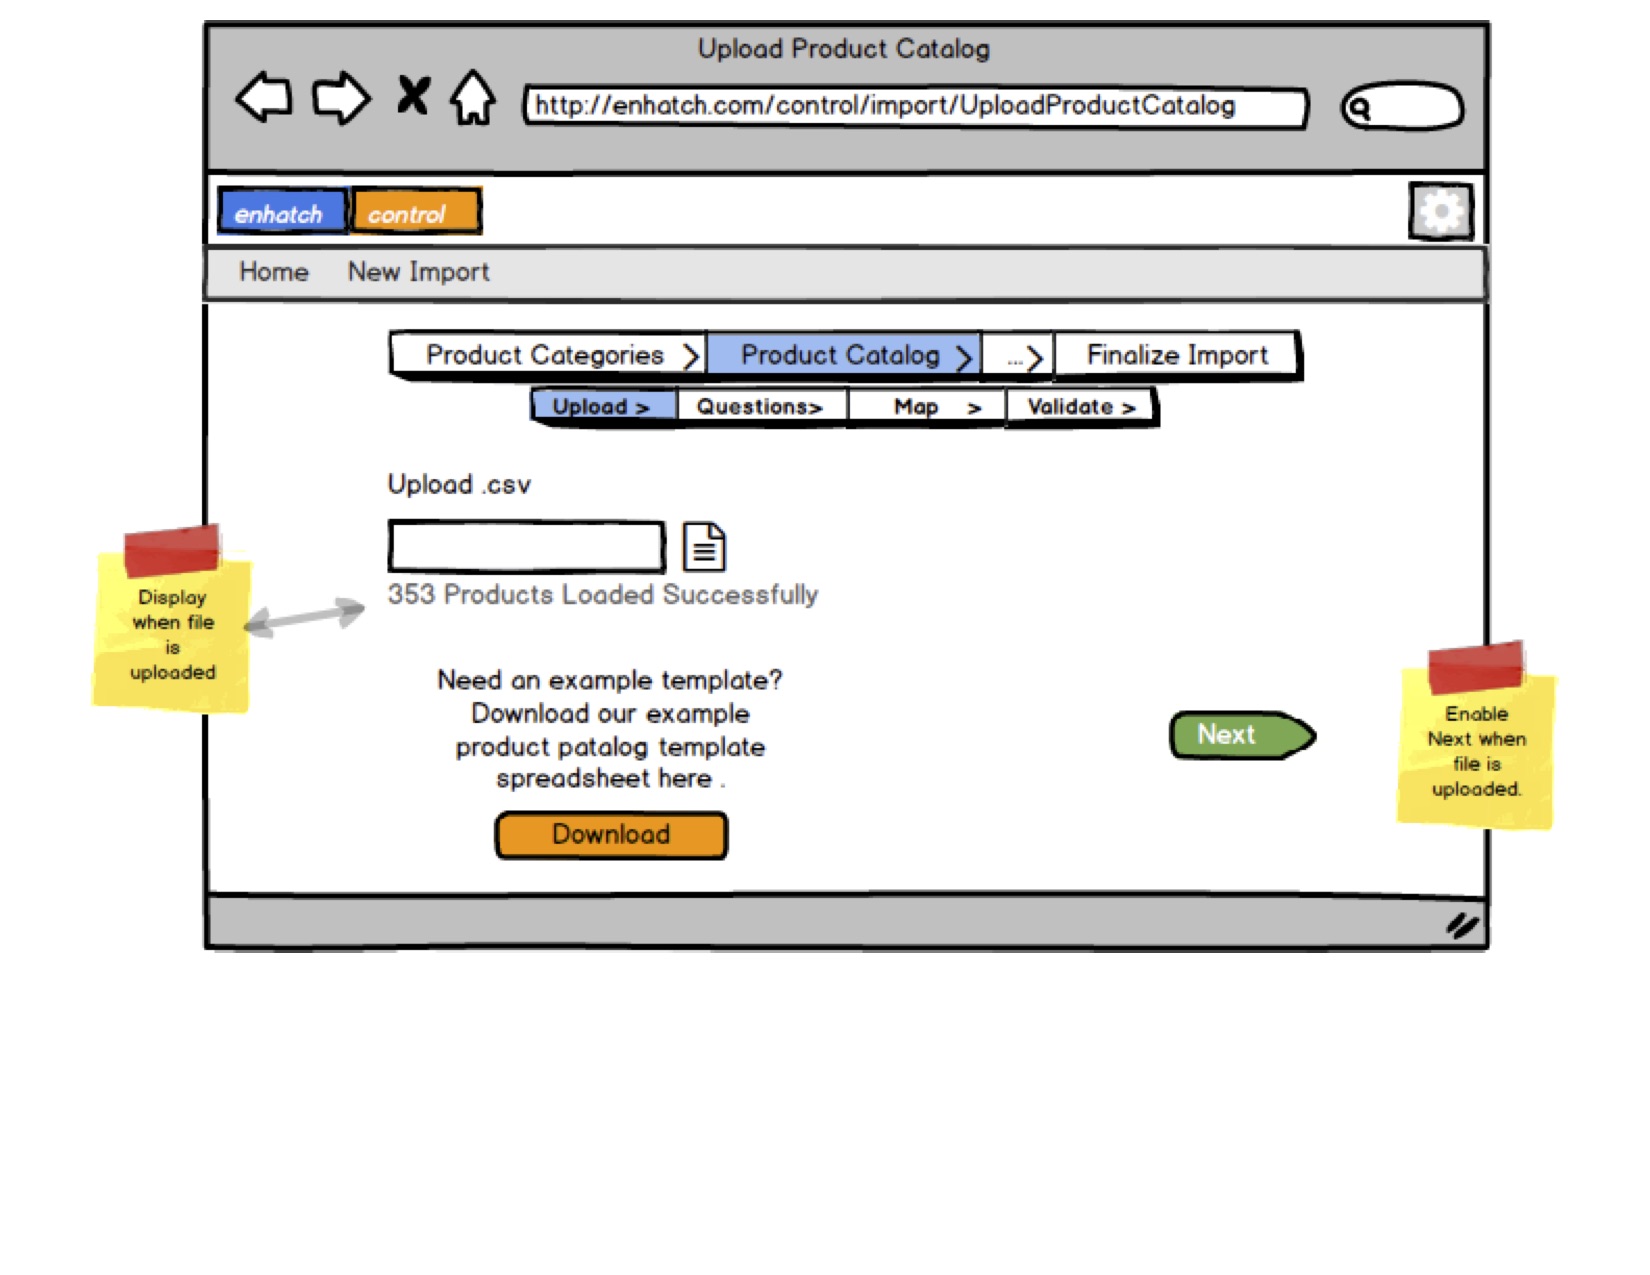 Upload Product Catalog
http://enhatch.com/control/import/UploadProductCatalog
enhatch control
Home New Import
Product Categories > Product Catalog > ... > Finalize Import
Upload > Questions> Map > Validate >
Upload .csv
353 Products Loaded Successfully
Display
when file
is
uploaded
Need an example template?
Download our example
product patalog template
spreadsheet here .
Download
Next
Enable
Next when
file is
uploaded.